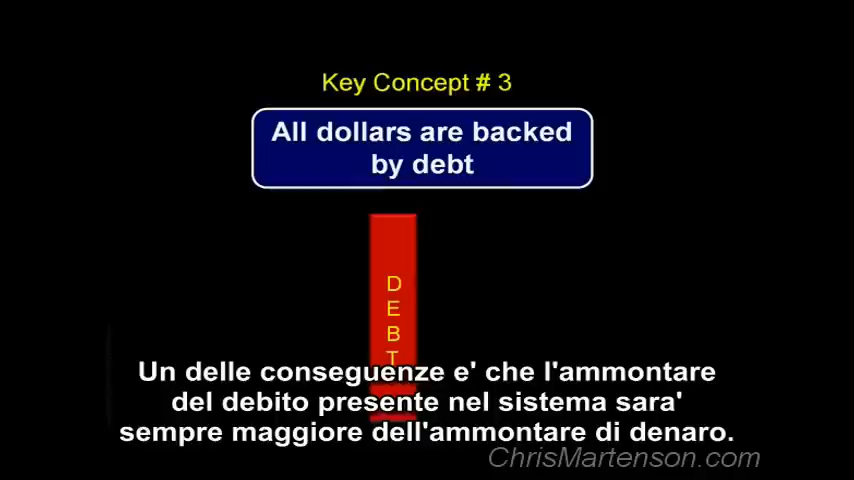 Key Concept # 3
All dollars are backed
by debt
D
E
B
T
Un delle conseguenze e' che l'ammontare
del debito presente nel sistema sara'
sempre maggiore dell'ammontare di denaro.
ChrisMartenson.com